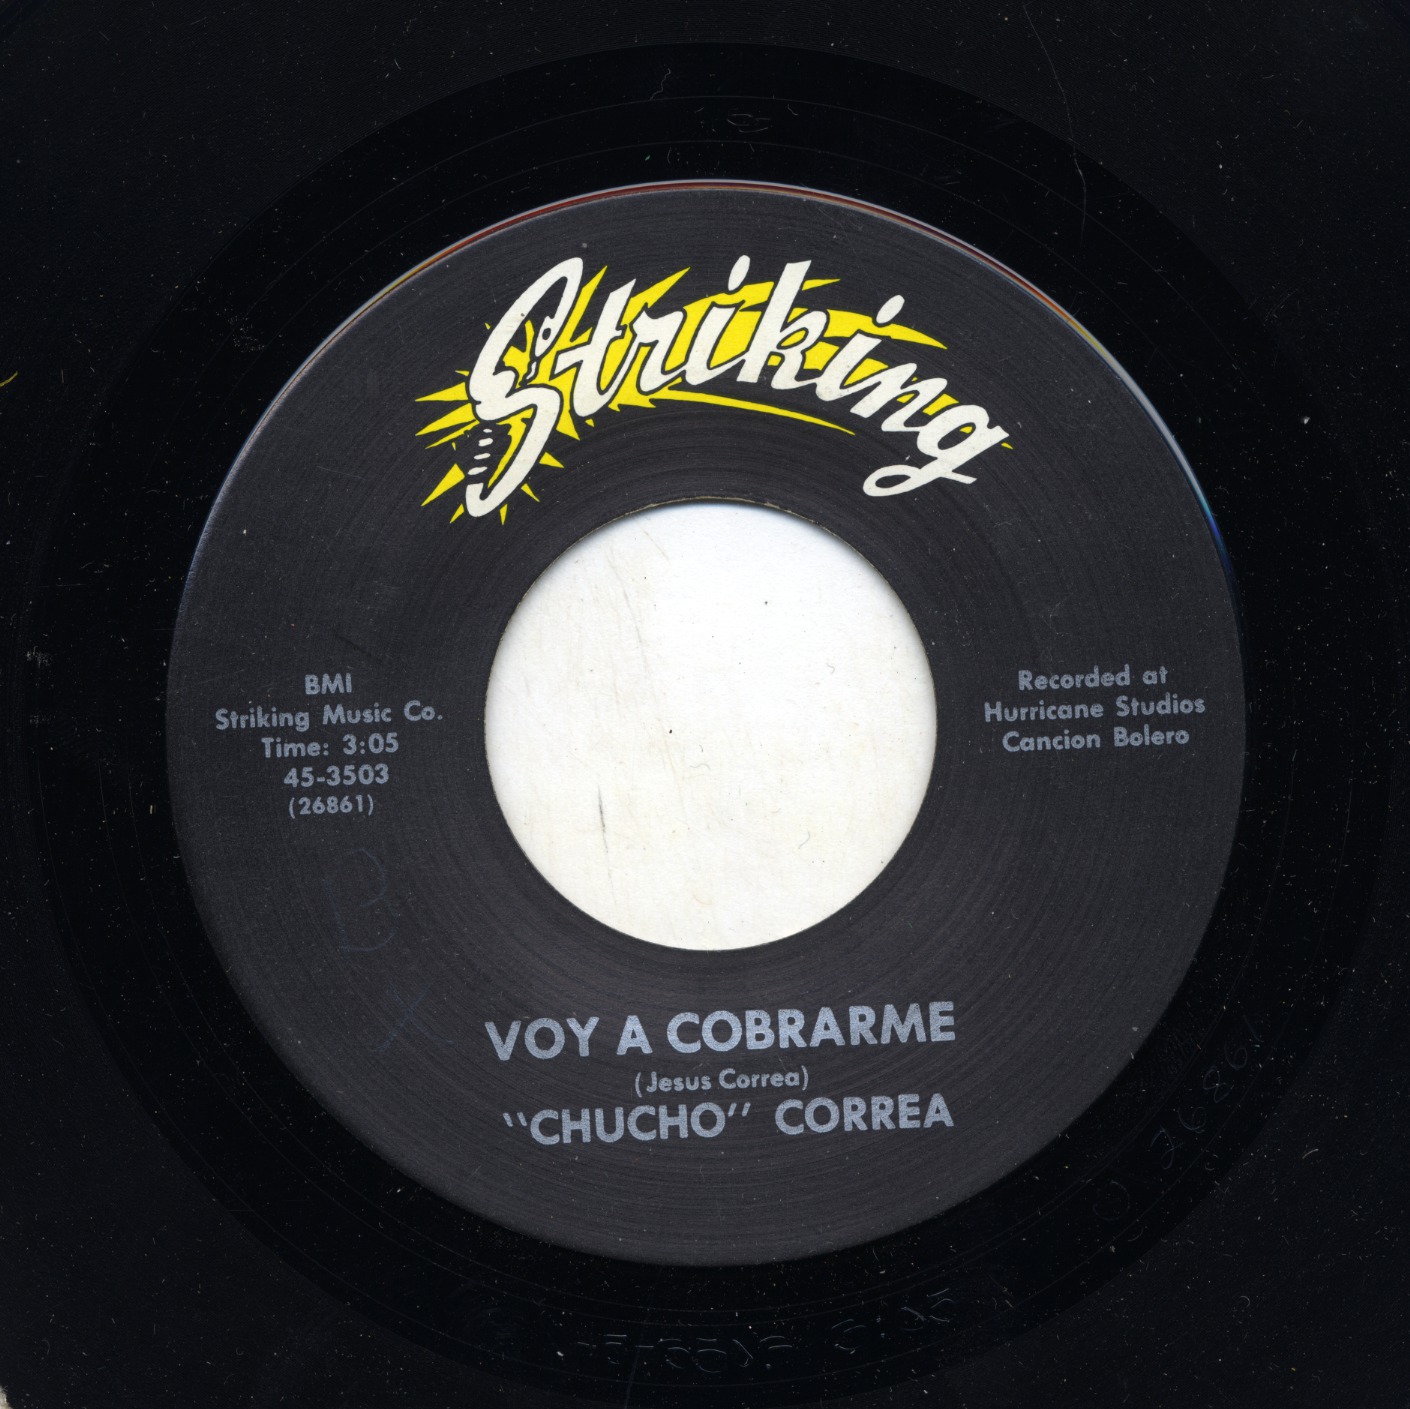 Striking
BMI
Striking Music Co.
Time: 3:05
45-3503
(26861)
Recorded at
Hurricane Studios
Cancion Bolero
VOY A COBRARME
(Jesus Correa)
"CHUCHO" CORREA